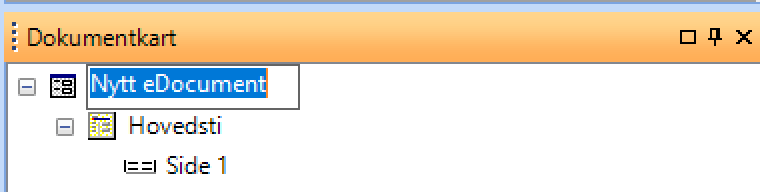 Dokumentkart
Nytt eDocument
Hovedsti
Side 1